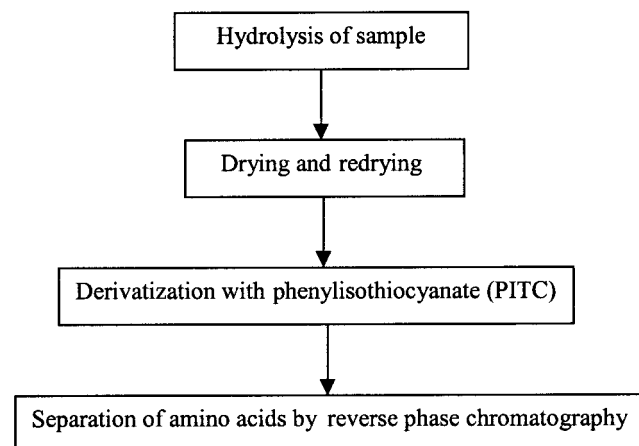 Hydrolysis of sample
Drying and redrying
Derivatization with phenylisothiocyanate (PITC)
Separation of amino acids by reverse phase chromatography